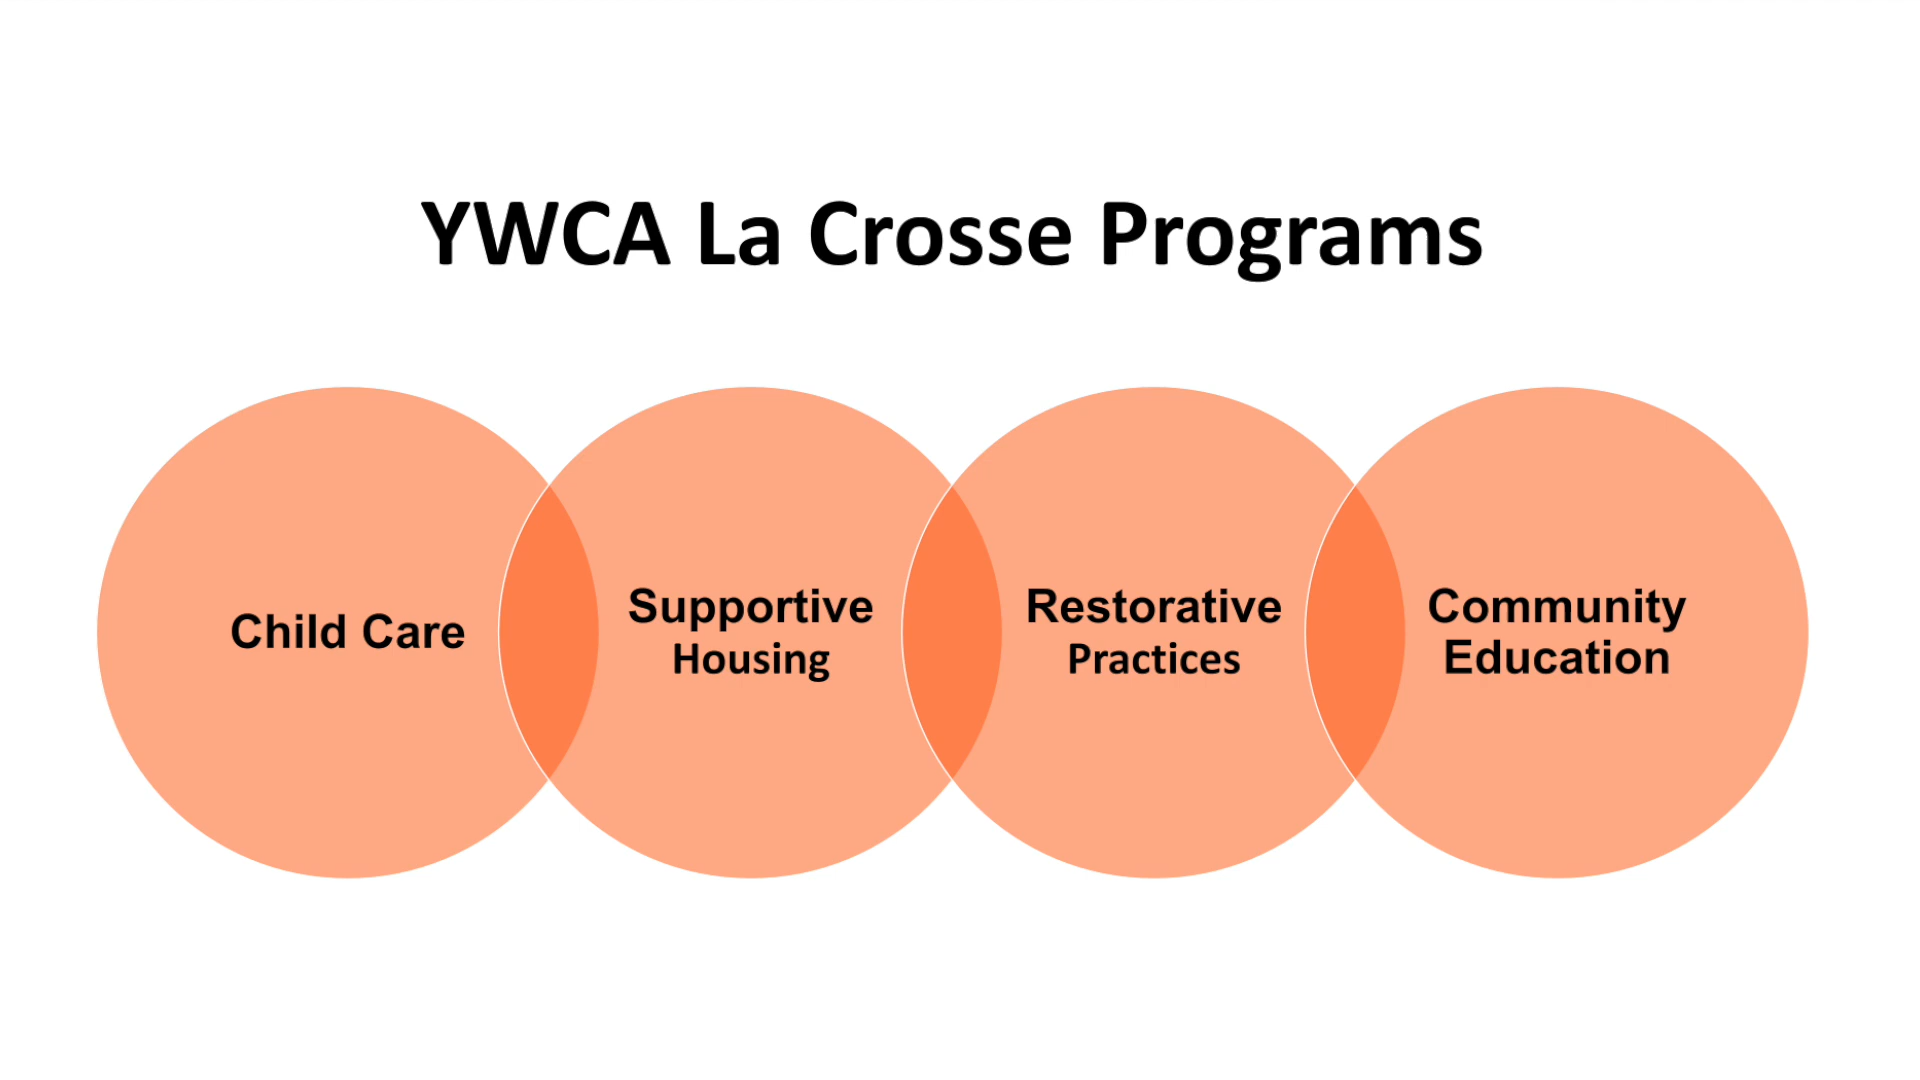 YWCA La Crosse Programs
Child Care
Supportive
Housing
Restorative
Practices
Community
Education